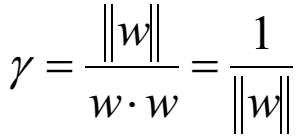 γ = ‖w‖ / (w · w) = 1 / ‖w‖